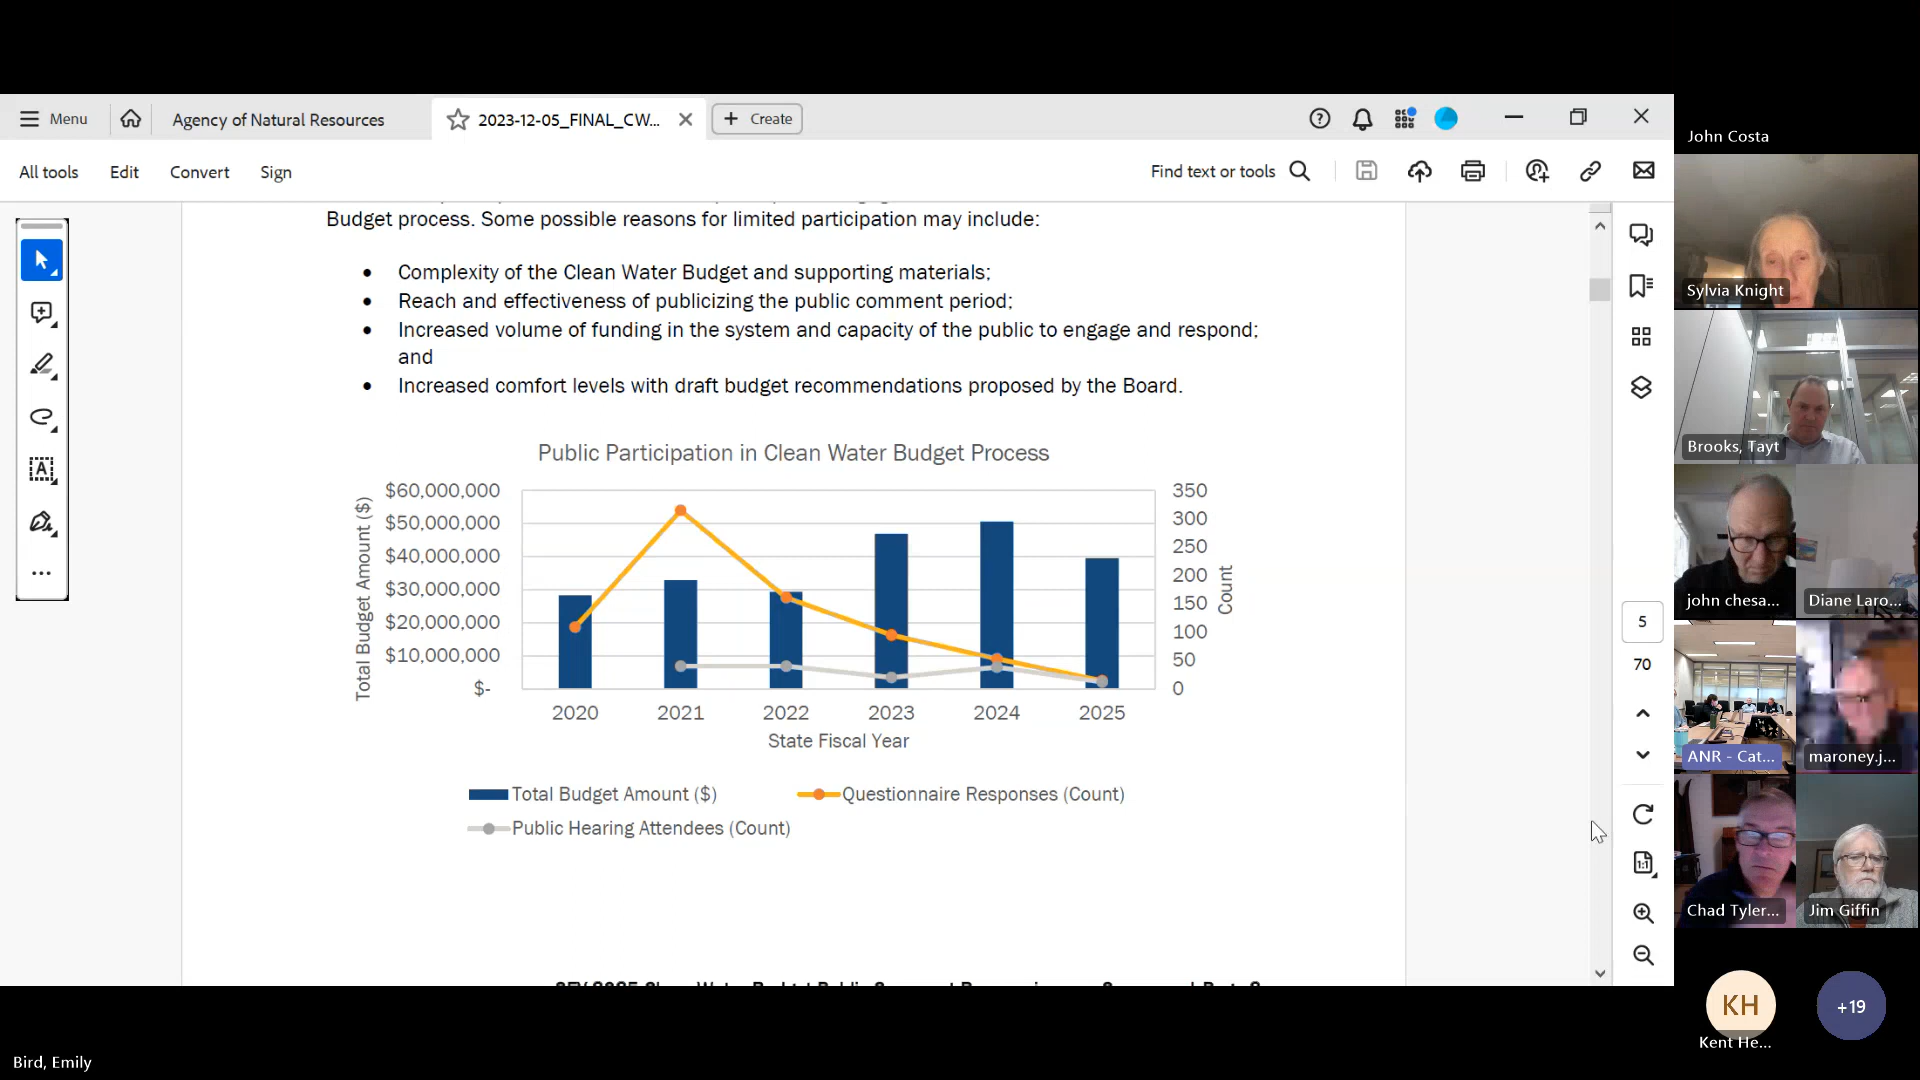 Menu
Agency of Natural Resources
2023-12-05_FINAL_CW...
Create
All tools
Edit
Convert
Sign
Find text or tools
Budget process. Some possible reasons for limited participation may include:
• Complexity of the Clean Water Budget and supporting materials;
• Reach and effectiveness of publicizing the public comment period;
• Increased volume of funding in the system and capacity of the public to engage and respond;
and
• Increased comfort levels with draft budget recommendations proposed by the Board.
Public Participation in Clean Water Budget Process
Total Budget Amount ($)
$60,000,000
$50,000,000
$40,000,000
$30,000,000
$20,000,000
$10,000,000
$-
350
300
250
200
150
100
50
0
Count
2020 2021 2022 2023 2024 2025
State Fiscal Year
Total Budget Amount ($)
Questionnaire Responses (Count)
Public Hearing Attendees (Count)
5
70
1:1
John Costa
Sylvia Knight
Brooks, Tayt
john chesa...
Diane Laro...
ANR - Cat...
maroney.j...
Chad Tyler...
Jim Giffin
KH
+19
Kent He...
Bird, Emily